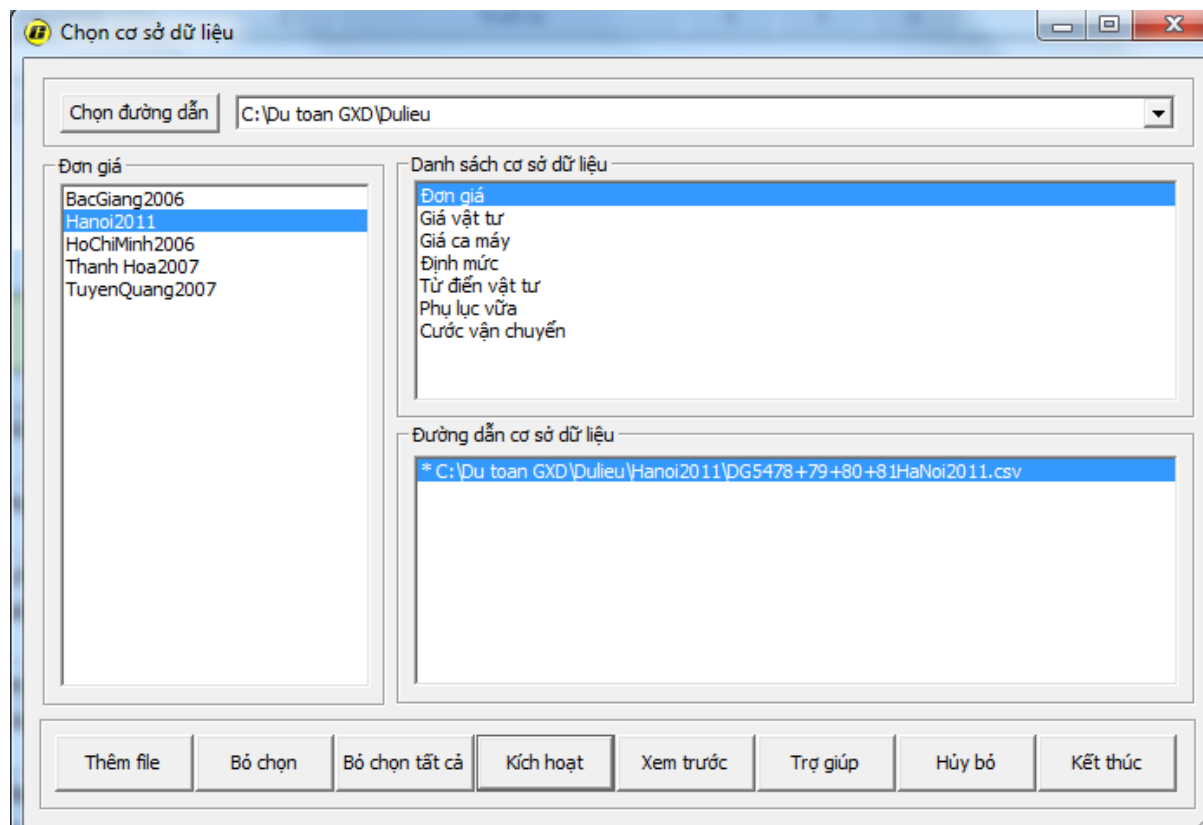 Chọn cơ sở dữ liệu
Chọn đường dẫn
C:\Du toan GXD\Dulieu
Đơn giá
BacGiang2006
Hanoi2011
HoChiMinh2006
Thanh Hoa2007
TuyenQuang2007
Danh sách cơ sở dữ liệu
Đơn giá
Giá vật tư
Giá ca máy
Định mức
Từ điển vật tư
Phụ lục vữa
Cước vận chuyển
Đường dẫn cơ sở dữ liệu
* C:\Du toan GXD\Dulieu\Hanoi2011\DG5478+79+80+81HaNoi2011.csv
Thêm file
Bỏ chọn
Bỏ chọn tất cả
Kích hoạt
Xem trước
Trợ giúp
Hủy bỏ
Kết thúc